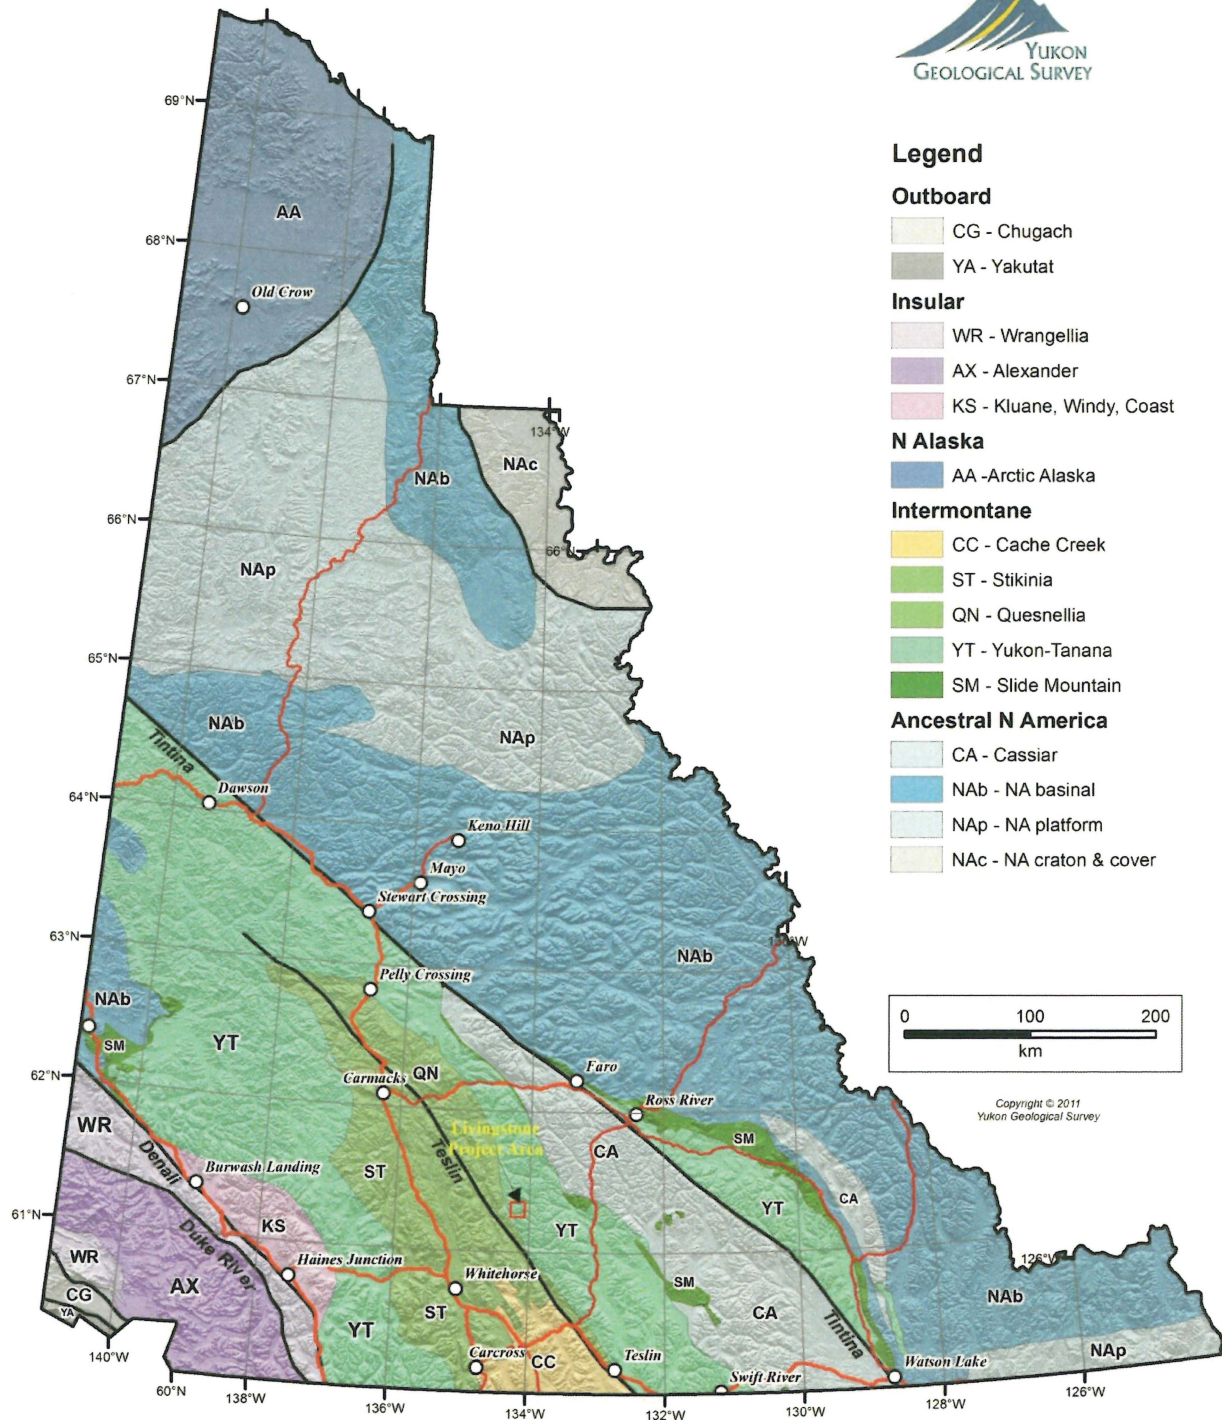 YUKON
GEOLOGICAL SURVEY
Legend
Outboard
CG - Chugach
YA - Yakutat
Insular
WR - Wrangellia
AX - Alexander
KS - Kluane, Windy, Coast
N Alaska
AA -Arctic Alaska
Intermontane
CC - Cache Creek
ST - Stikinia
QN - Quesnellia
YT - Yukon-Tanana
SM - Slide Mountain
Ancestral N America
CA - Cassiar
NAb - NA basinal
NAp - NA platform
NAc - NA craton & cover
0 100 200
km
Copyright © 2011
Yukon Geological Survey
69°N
AA
68°N
Old Crow
67°N
134°W
NAc
NAb
66°N
66°N
NAp
65°N
NAb
NAp
Tintina
Dawson
64°N
Keno Hill
Mayo
Stewart Crossing
63°N
NAb
Pelly Crossing
NAb
SM
YT
62°N
Faro
QN
Carmacks
Ross River
WR
Livingstone
Project Area
SM
CA
Denali
Teslin
ST
Burwash Landing
YT
CA
61°N
KS
YT
Duke River
WR
Haines Junction
126°W
AX
Whitehorse
SM
CG
NAb
YA
ST
CA
YT
Tintina
140°W
Carcross
CC
Teslin
Watson Lake
NAp
Swift River
60°N
138°W
136°W
134°W
132°W
130°W
128°W
126°W